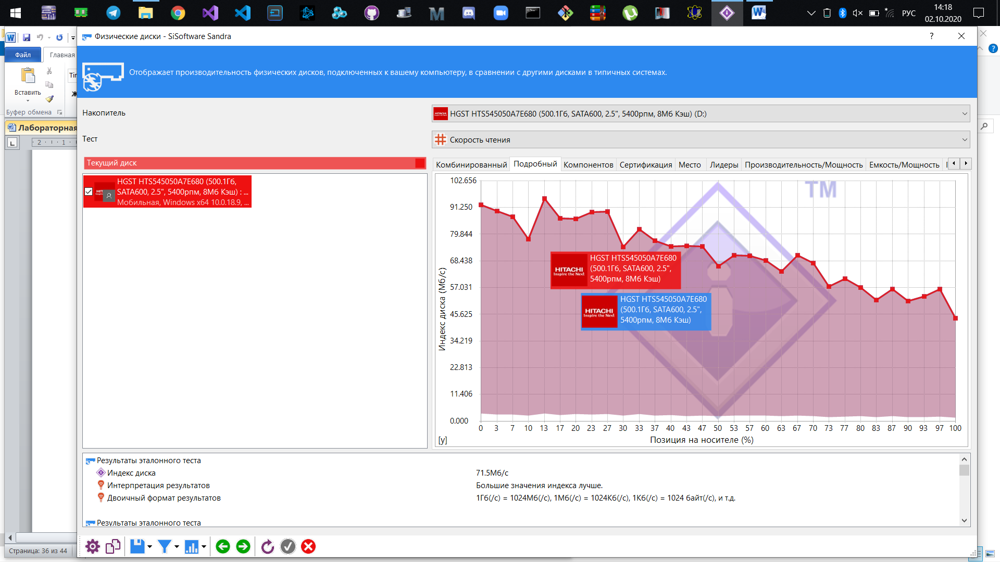 РУС
14:18
02.10.2020
Физические диски - SiSoftware Sandra
Файл
Главная
Вставить
Буфер обмена
Лабораторная
Отображает производительность физических дисков, подключенных к вашему компьютеру, в сравнении с другими дисками в типичных системах.
Накопитель
HITACHI
HGST HTS545050A7E680 (500.1Гб, SATA600, 2.5", 5400рпм, 8Мб Кэш) (D:)
Тест
Скорость чтения
Текущий диск
HGST HTS545050A7E680 (500.1Гб,
SATA600, 2.5", 5400рпм, 8Мб Кэш) : ...
Мобильная, Windows x64 10.0.18.9, ...
Комбинированный Подробный Компонентов Сертификация Место Лидеры Производительность/Мощность Емкость/Мощность
TM
102.656
91.250
79.844
68.438
57.031
45.625
34.219
22.813
11.406
0.000
Индекс диска (Мб/с)
HITACHI
Inspire the Next
HGST HTS545050A7E680
(500.1Гб, SATA600, 2.5",
5400рпм, 8Мб Кэш)
HITACHI
Inspire the Next
HGST HTS545050A7E680
(500.1Гб, SATA600, 2.5",
5400рпм, 8Мб Кэш)
0 3 7 10 13 17 20 23 27 30 33 37 40 43 47 50 53 57 60 63 67 70 73 77 80 83 87 90 93 97 100
[y]
Позиция на носителе (%)
Результаты эталонного теста
Индекс диска 71.5Мб/с
Интерпретация результатов Большие значения индекса лучше.
Двоичный формат результатов 1Гб(/с) = 1024Мб(/с), 1Мб(/с) = 1024Кб(/с), 1Кб(/с) = 1024 байт(/с), и т.д.
Результаты эталонного теста
Страница: 36 из 44